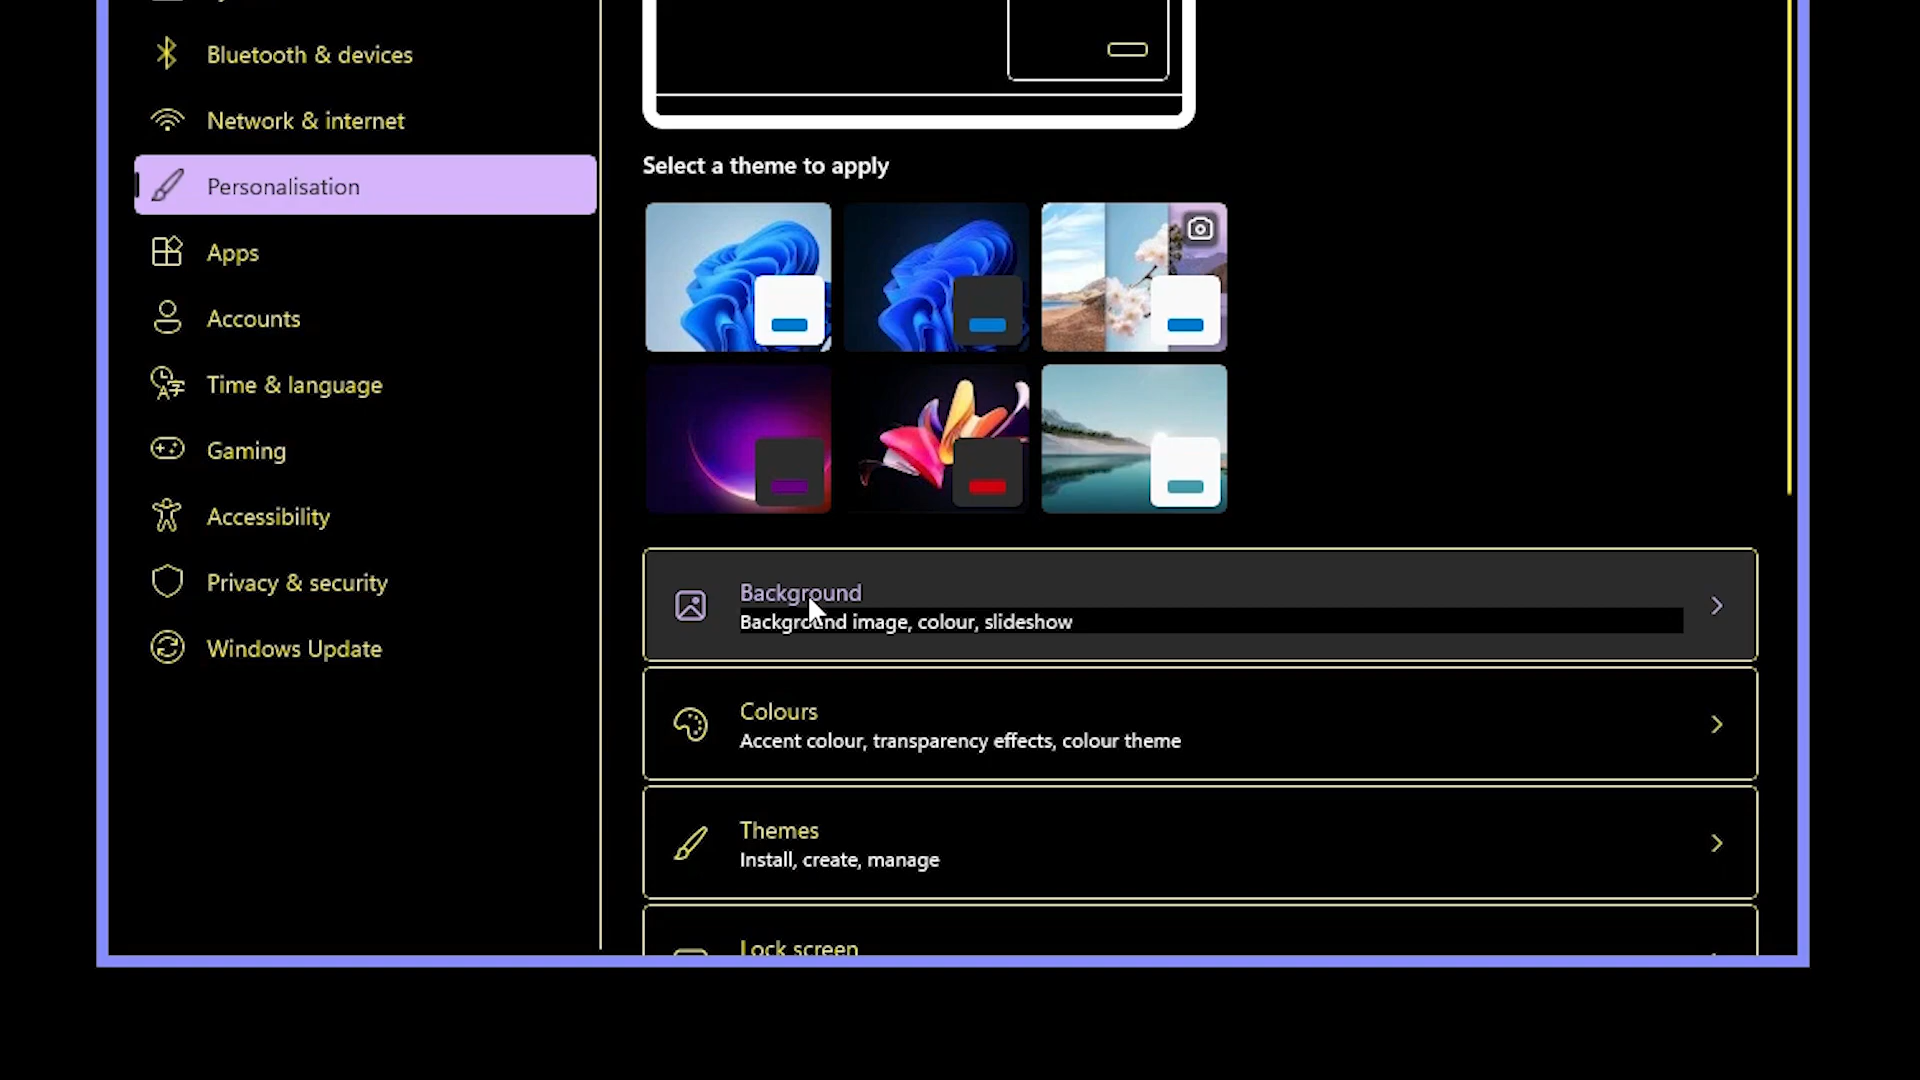 Bluetooth & devices
Network & internet
Personalisation
Apps
Accounts
Time & language
Gaming
Accessibility
Privacy & security
Windows Update
Select a theme to apply
Background
Background image, colour, slideshow
Colours
Accent colour, transparency effects, colour theme
Themes
Install, create, manage
Lock screen